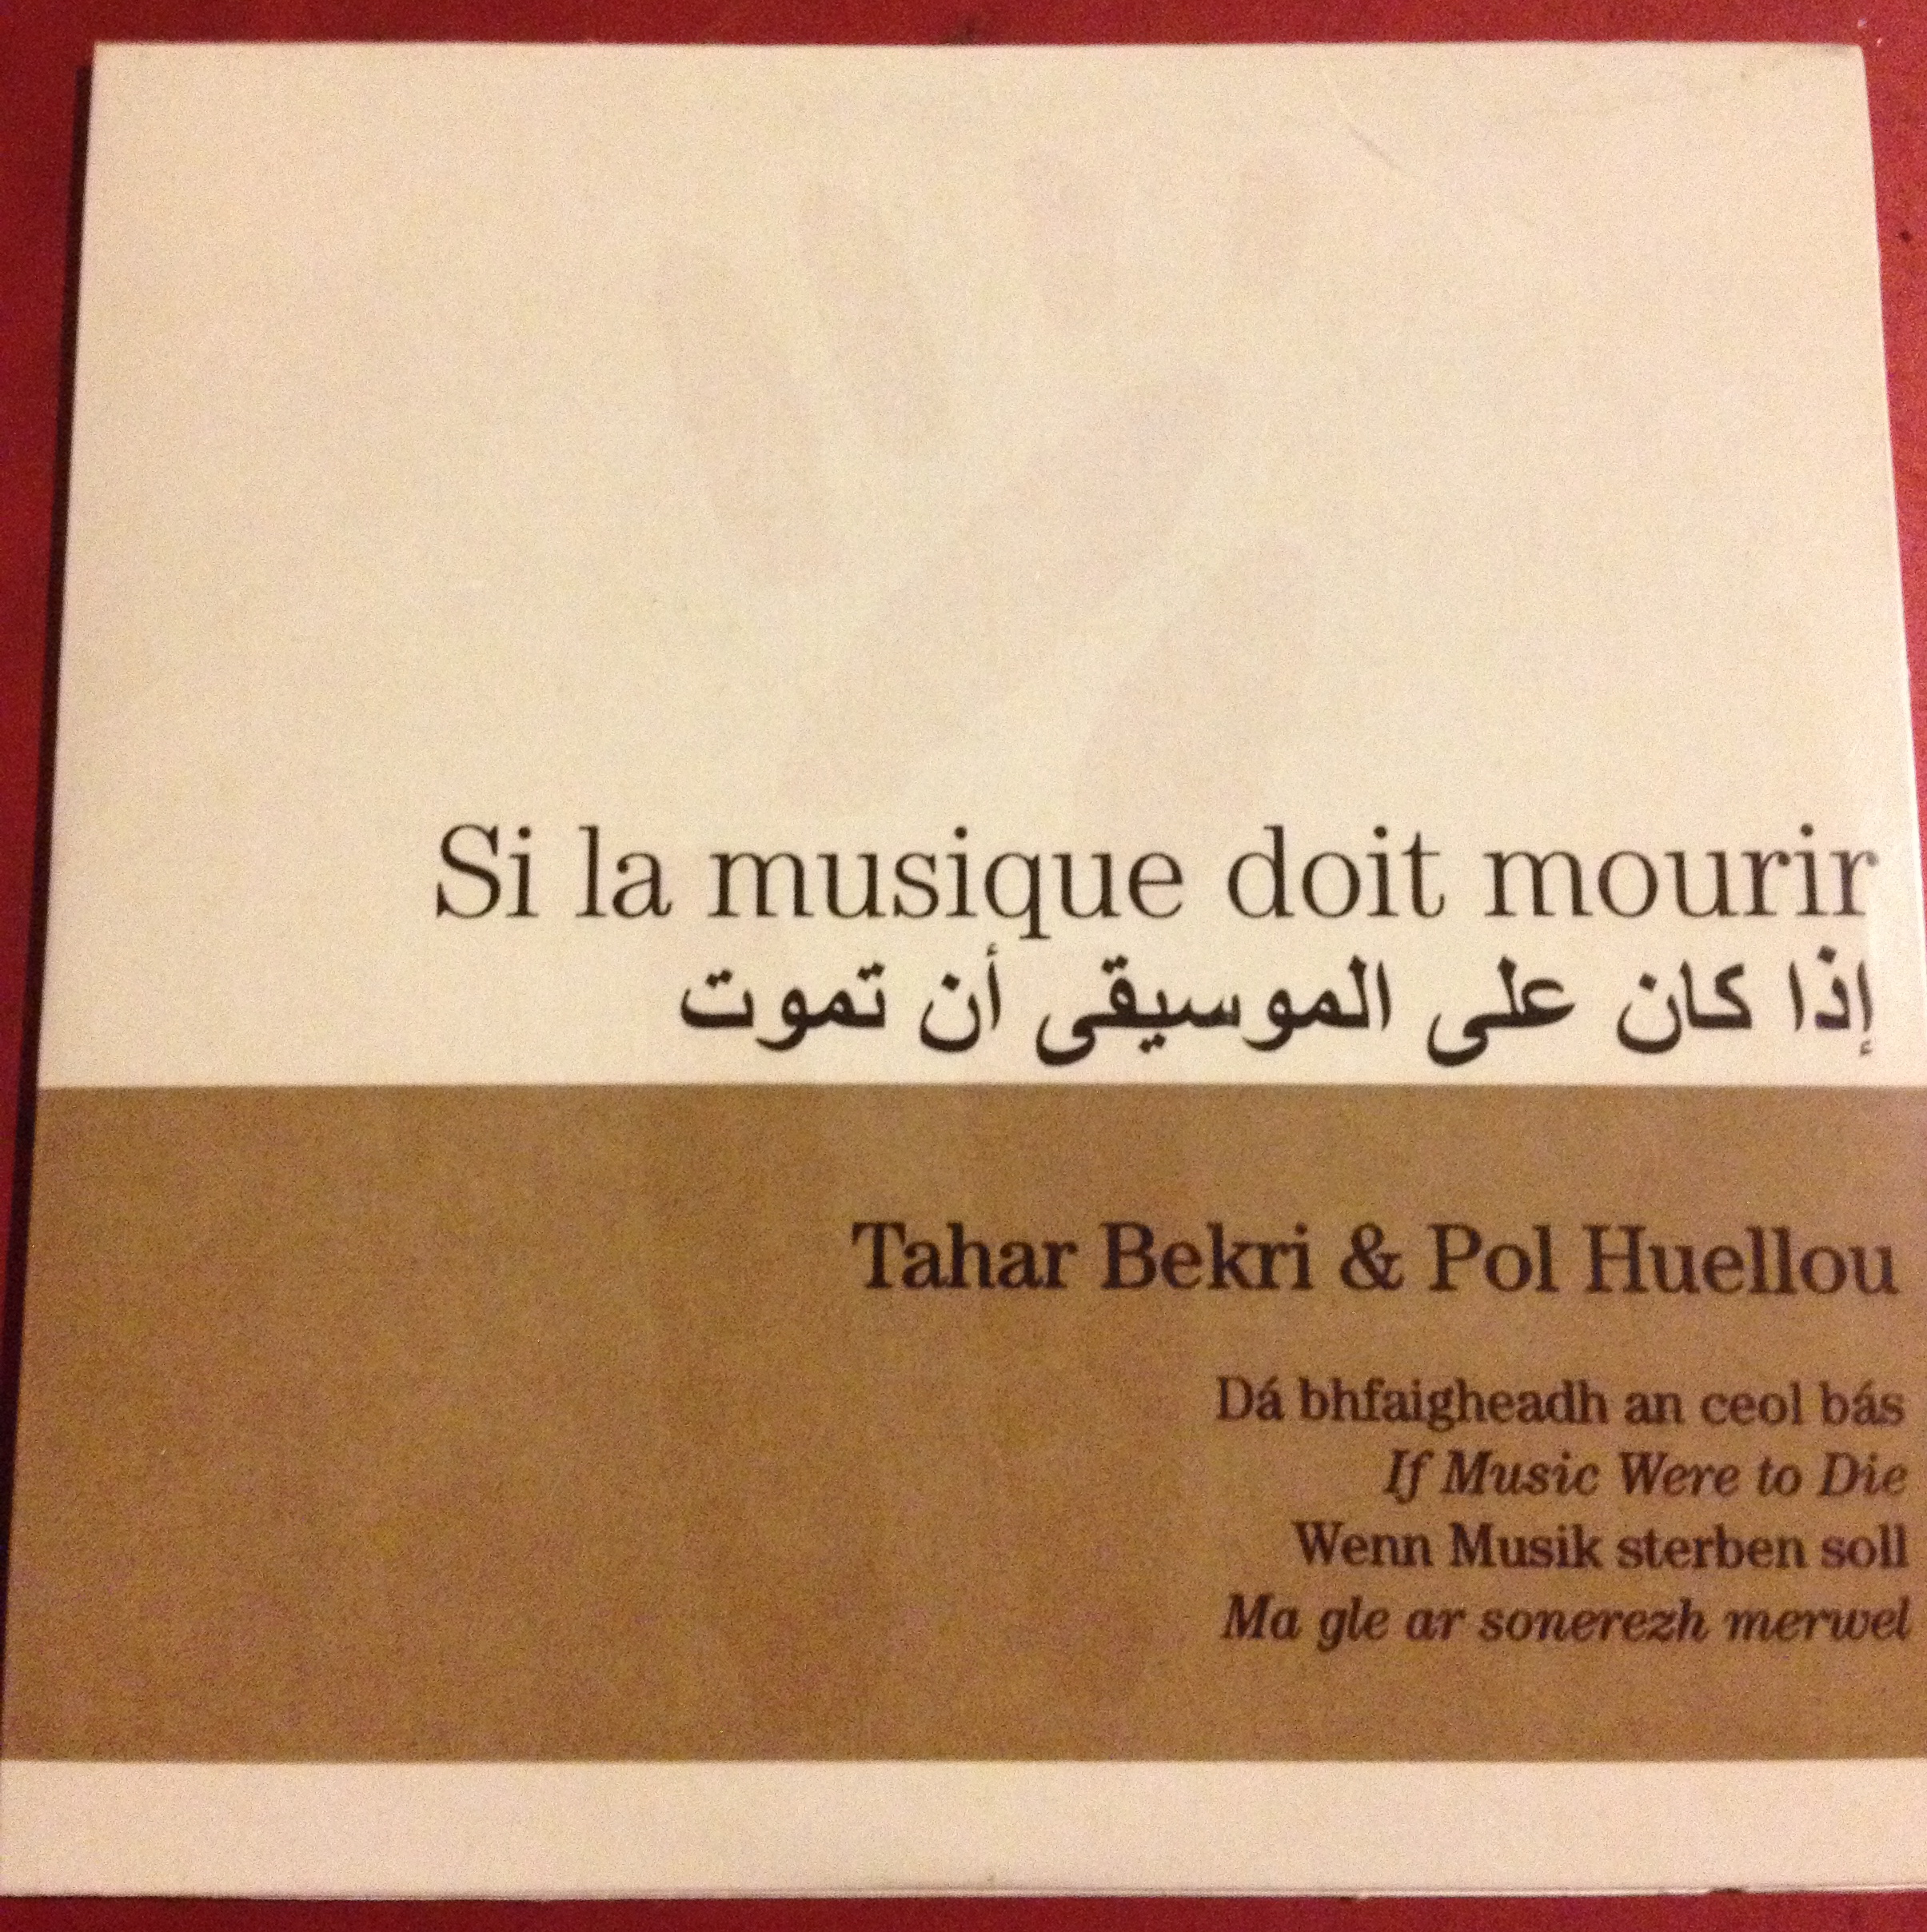 Si la musique doit mourir
إذا كان على الموسيقى أن تموت
Tahar Bekri & Pol Huellou
Dá bhfaigheadh an ceol bás
If Music Were to Die
Wenn Musik sterben soll
Ma gle ar sonerezh merwel